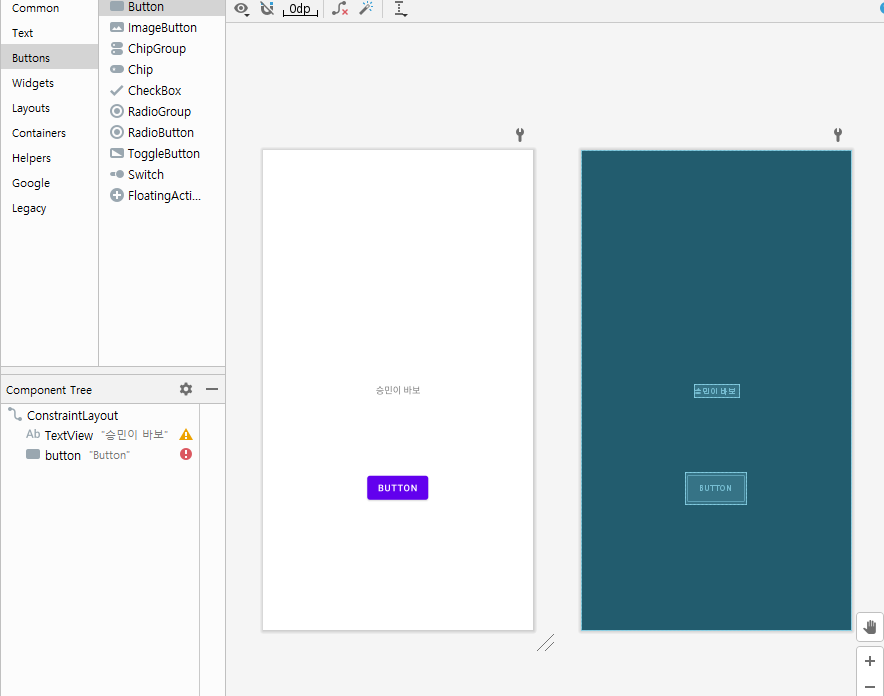 Common
Text
Buttons
Widgets
Layouts
Containers
Helpers
Google
Legacy
Button
ImageButton
ChipGroup
Chip
CheckBox
RadioGroup
RadioButton
ToggleButton
Switch
FloatingActi...
0dp
Component Tree
ConstraintLayout
Ab TextView "승민이 바보"
button "Button"
승민이 바보
BUTTON
승민이 바보
BUTTON